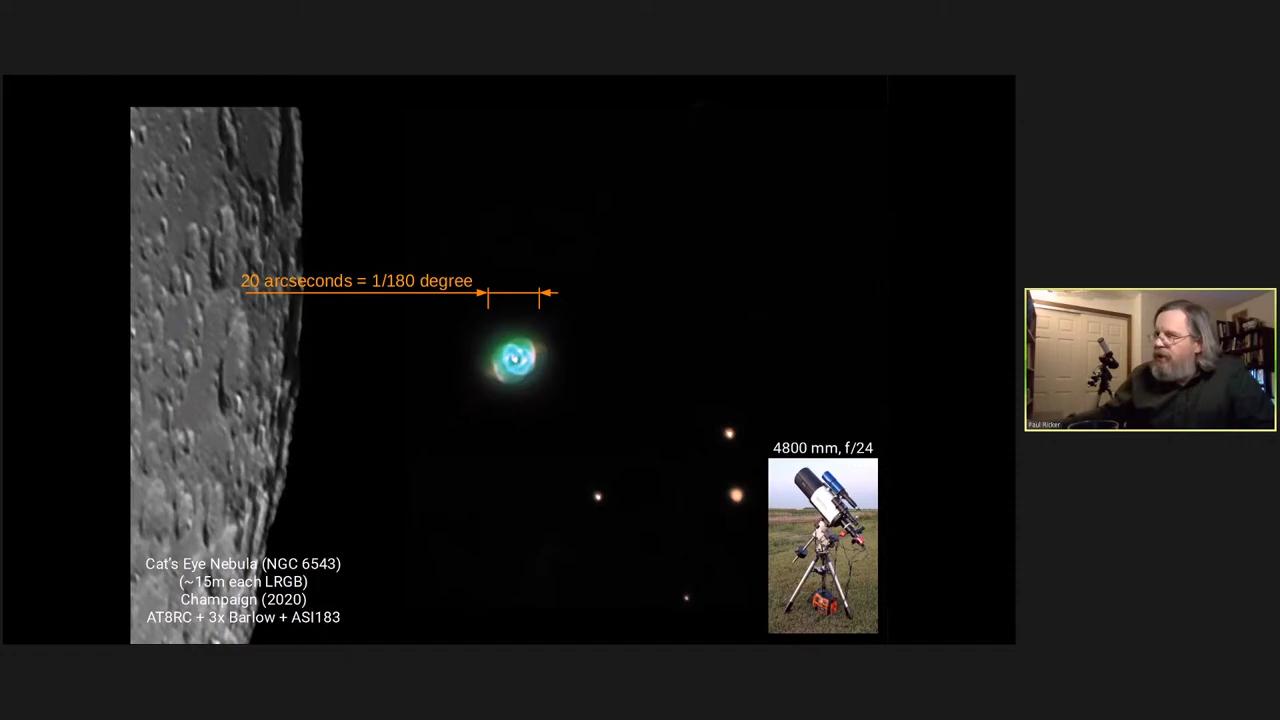 20 arcseconds = 1/180 degree
4800 mm, f/24
Cat's Eye Nebula (NGC 6543)
(~15m each LRGB)
Champaign (2020)
AT8RC + 3x Barlow + ASI183
Paul Ricker